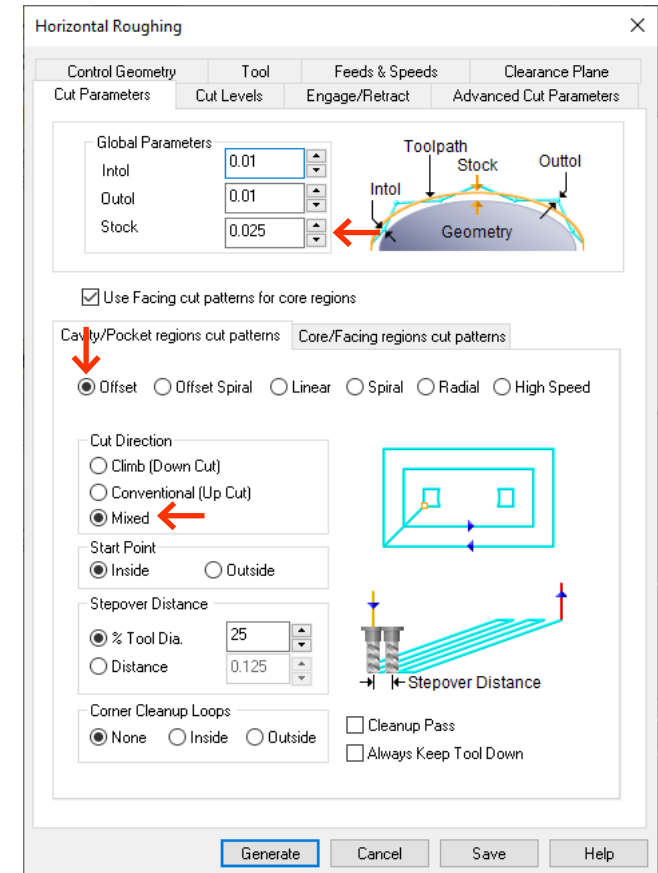 Horizontal Roughing
Control Geometry Tool Feeds & Speeds Clearance Plane
Cut Parameters Cut Levels Engage/Retract Advanced Cut Parameters
Global Parameters
Intol 0.01
Outol 0.01
Stock 0.025
Toolpath
Stock Outtol
Intol
Geometry
Use Facing cut patterns for core regions
Cavity/Pocket regions cut patterns Core/Facing regions cut patterns
Offset Offset Spiral Linear Spiral Radial High Speed
Cut Direction
Climb (Down Cut)
Conventional (Up Cut)
Mixed
Start Point
Inside Outside
Stepover Distance
% Tool Dia. 25
Distance 0.125
Stepover Distance
Corner Cleanup Loops
None Inside Outside
Cleanup Pass
Always Keep Tool Down
Generate Cancel Save Help